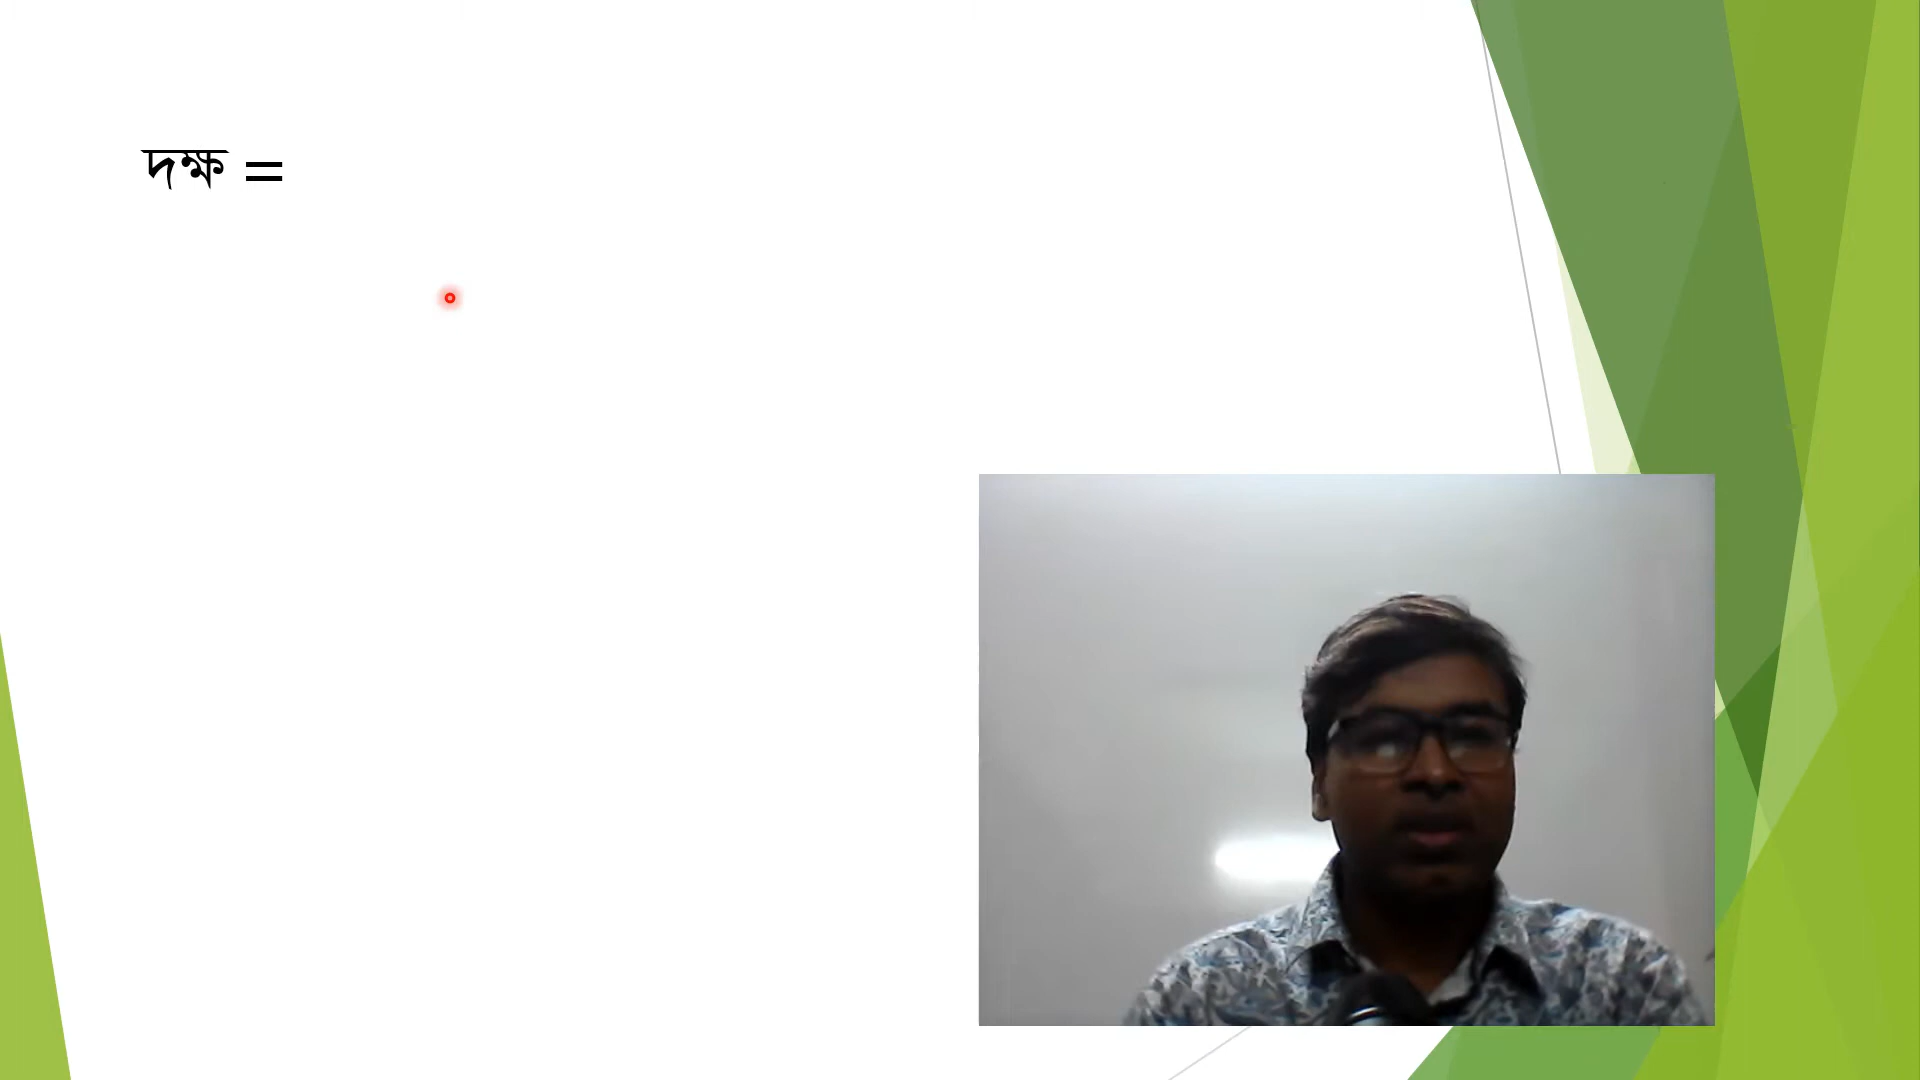 দক্ষ =